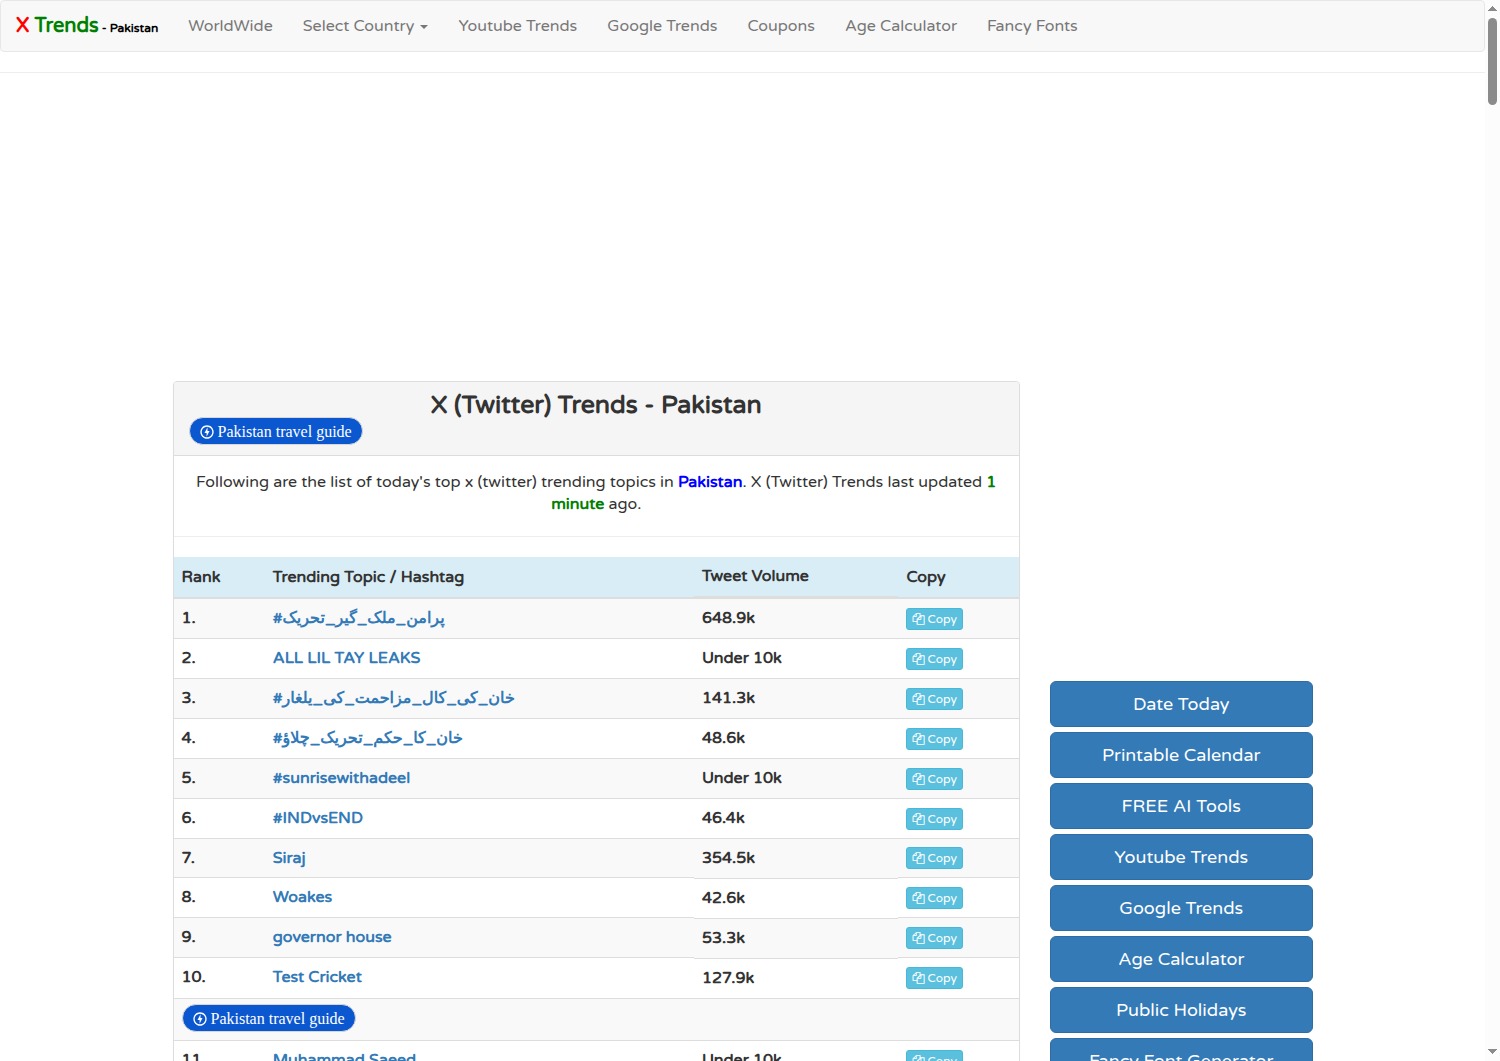 X Trends - Pakistan WorldWide Select Country Youtube Trends Google Trends Coupons Age Calculator Fancy Fonts
X (Twitter) Trends - Pakistan
Pakistan travel guide
Following are the list of today's top x (twitter) trending topics in Pakistan. X (Twitter) Trends last updated 1
minute ago.
Rank Trending Topic / Hashtag Tweet Volume Copy
1. #پرامن_ملک_گیر_تحریک 648.9k Copy
2. ALL LIL TAY LEAKS Under 10k Copy
3. #خان_کی_کال_مزاحمت_کی_یلغار 141.3k Copy
4. #خان_کا_حکم_تحریک_چلاؤ 48.6k Copy
5. #sunrisewithadeel Under 10k Copy
6. #INDvsEND 46.4k Copy
7. Siraj 354.5k Copy
8. Woakes 42.6k Copy
9. governor house 53.3k Copy
10. Test Cricket 127.9k Copy
Pakistan travel guide
11. Muhammad Saeed Under 10k Copy
Date Today
Printable Calendar
FREE AI Tools
Youtube Trends
Google Trends
Age Calculator
Public Holidays
Fancy Font Generator